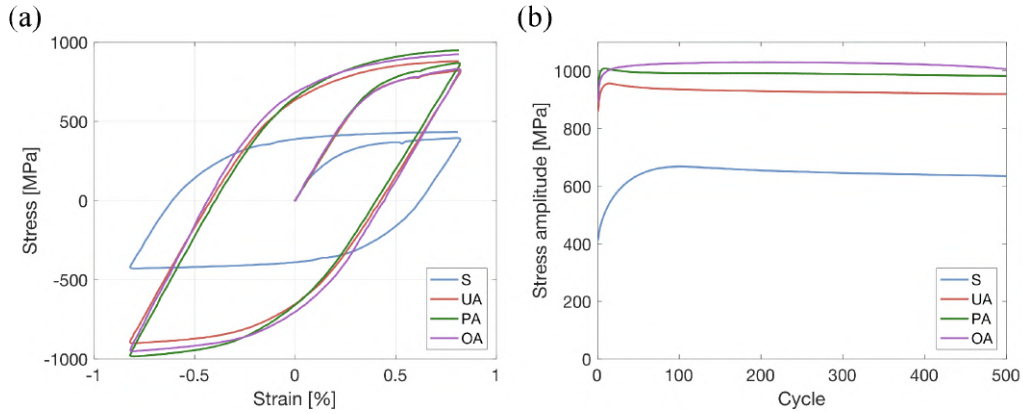 (a)
1000
500
0
-500
-1000
Stress [MPa]
-1
-0.5
0
0.5
1
Strain [%]
S
UA
PA
OA
(b)
1000
800
600
400
200
0
Stress amplitude [MPa]
0
100
200
300
400
500
Cycle
S
UA
PA
OA